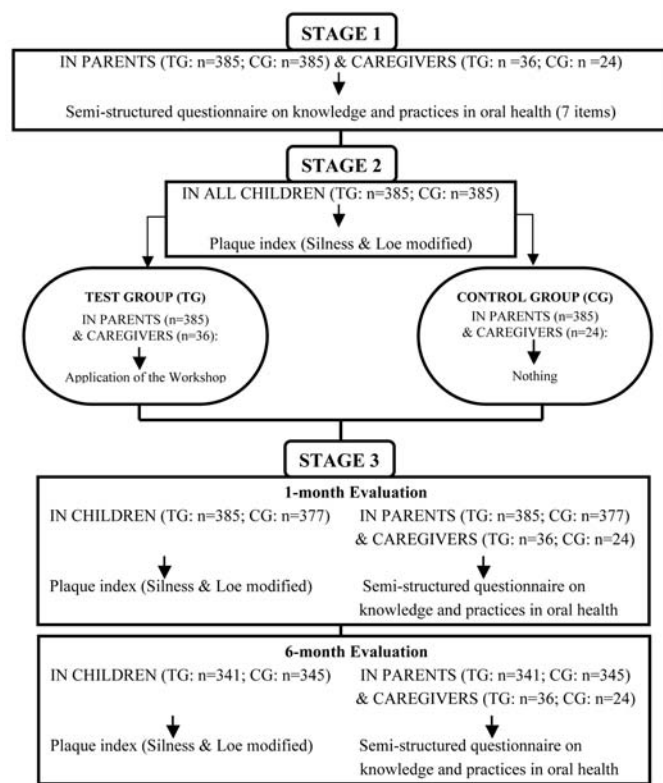 STAGE 1
IN PARENTS (TG: n=385; CG: n=385) & CAREGIVERS (TG: n =36; CG: n =24)
Semi-structured questionnaire on knowledge and practices in oral health (7 items)
STAGE 2
IN ALL CHILDREN (TG: n=385; CG: n=385)
Plaque index (Silness & Loe modified)
TEST GROUP (TG)
IN PARENTS (n=385)
& CAREGIVERS (n=36):
Application of the Workshop
CONTROL GROUP (CG)
IN PARENTS (n=385)
& CAREGIVERS (n=24):
Nothing
STAGE 3
1-month Evaluation
IN CHILDREN (TG: n=385; CG: n=377)
Plaque index (Silness & Loe modified)
IN PARENTS (TG: n=385; CG: n=377)
& CAREGIVERS (TG: n=36; CG: n=24)
Semi-structured questionnaire on
knowledge and practices in oral health
6-month Evaluation
IN CHILDREN (TG: n=341; CG: n=345)
Plaque index (Silness & Loe modified)
IN PARENTS (TG: n=341; CG: n=345)
& CAREGIVERS (TG: n=36; CG: n=24)
Semi-structured questionnaire on
knowledge and practices in oral health